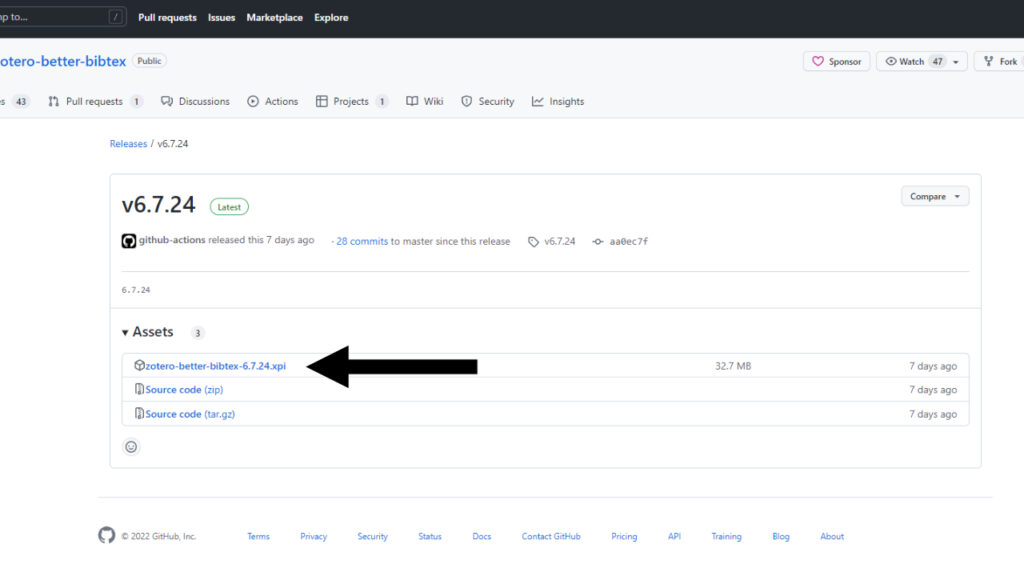 to... /
Pull requests Issues Marketplace Explore
otero-better-bibtex Public
Sponsor Watch 47 Fork
43 Pull requests 1 Discussions Actions Projects 1 Wiki Security Insights
Releases / v6.7.24
v6.7.24 Latest
Compare
github-actions released this 7 days ago · 28 commits to master since this release v6.7.24 aa0ec7f
6.7.24
Assets 3
zotero-better-bibtex-6.7.24.xpi 32.7 MB 7 days ago
Source code (zip) 7 days ago
Source code (tar.gz) 7 days ago
© 2022 GitHub, Inc. Terms Privacy Security Status Docs Contact GitHub Pricing API Training Blog About